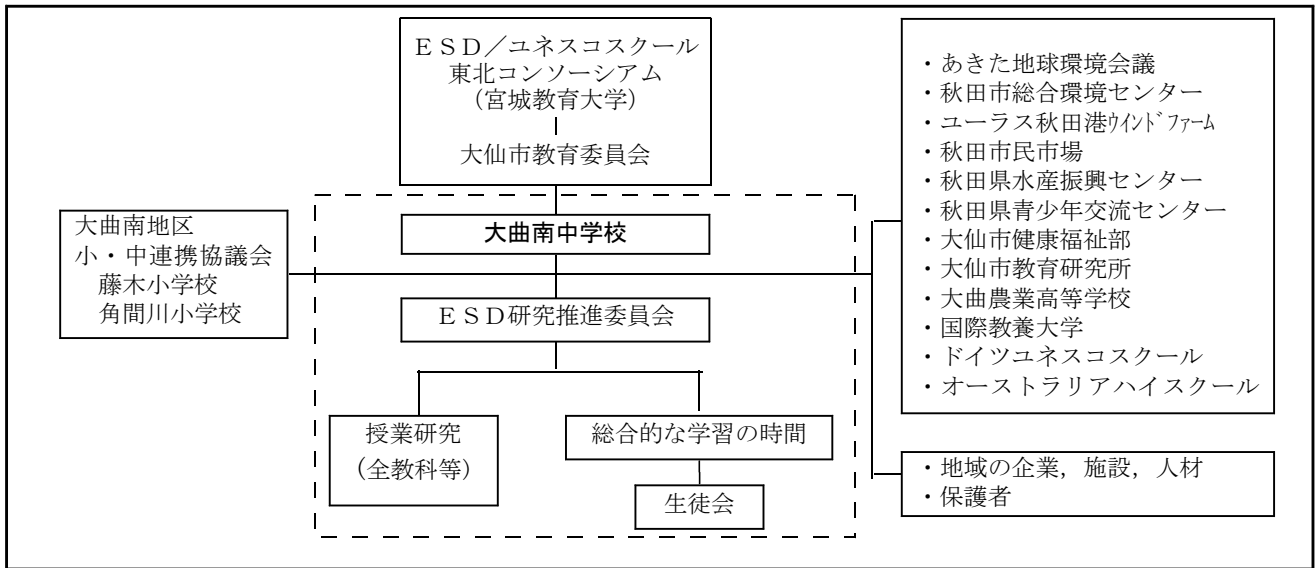 ＥＳＤ／ユネスコスクール
東北コンソーシアム
（宮城教育大学）
大仙市教育委員会
大曲南地区
小・中連携協議会
藤木小学校
角間川小学校
大曲南中学校
ＥＳＤ研究推進委員会
授業研究
（全教科等）
総合的な学習の時間
生徒会
・あきた地球環境会議
・秋田市総合環境センター
・ユーラス秋田港ｳｲﾝﾄﾞﾌｧｰﾑ
・秋田市民市場
・秋田県水産振興センター
・秋田県青少年交流センター
・大仙市健康福祉部
・大仙市教育研究所
・大曲農業高等学校
・国際教養大学
・ドイツユネスコスクール
・オーストラリアハイスクール
・地域の企業，施設，人材
・保護者